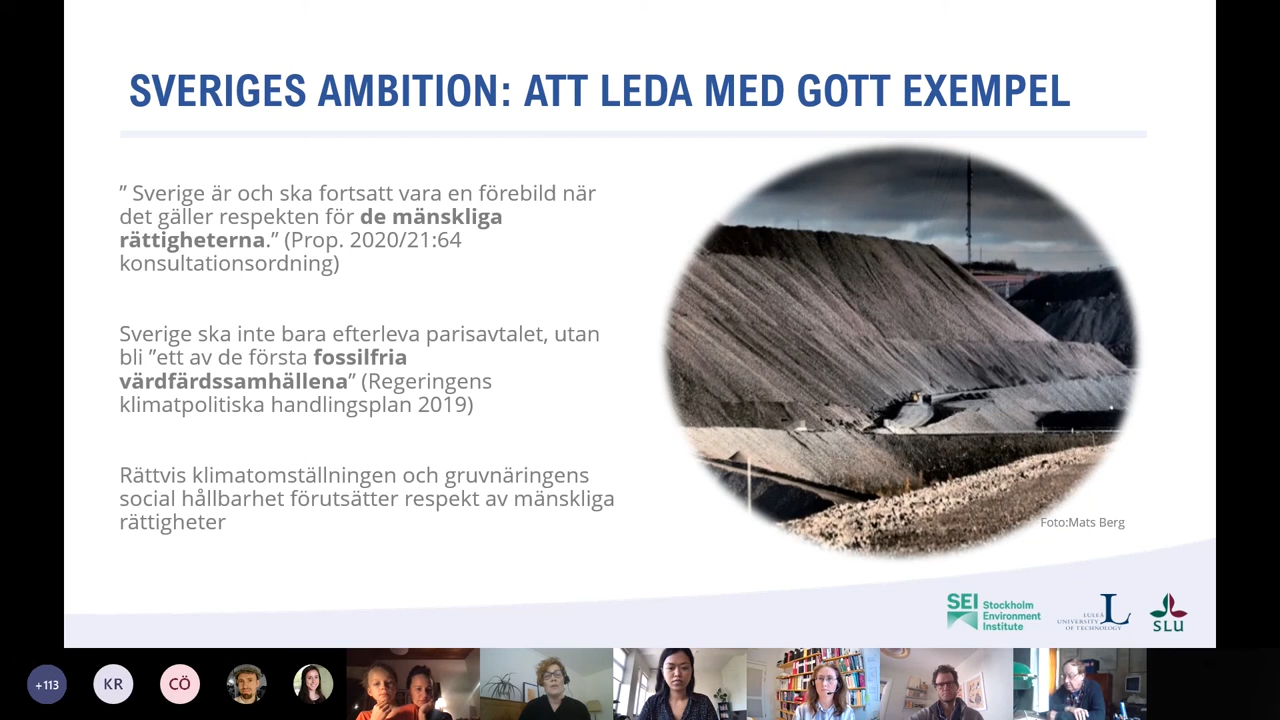 SVERIGES AMBITION: ATT LEDA MED GOTT EXEMPEL
” Sverige är och ska fortsatt vara en förebild när
det gäller respekten för de mänskliga
rättigheterna.” (Prop. 2020/21:64
konsultationsordning)
Sverige ska inte bara efterleva parisavtalet, utan
bli ”ett av de första fossilfria
värdfärdssamhällena” (Regeringens
klimatpolitiska handlingsplan 2019)
Rättvis klimatomställningen och gruvnäringens
social hållbarhet förutsätter respekt av mänskliga
rättigheter
Foto:Mats Berg
SEI Stockholm
Environment
Institute
LULEÅ
UNIVERSITY
OF TECHNOLOGY
L
SLU
+113
KR
CÖ